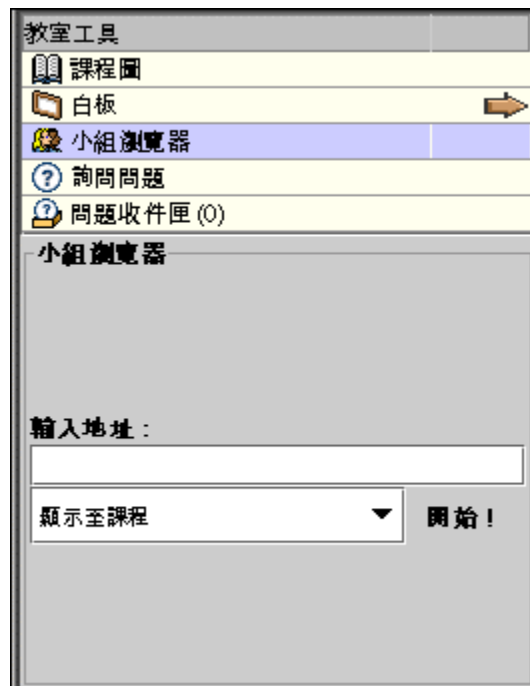 教室工具
課程圖
白板
小組瀏覽器
詢問問題
問題收件匣 (0)
小組瀏覽器
輸入地址：
顯示至課程
開始！